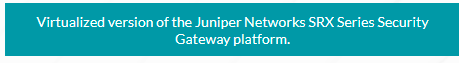 Virtualized version of the Juniper Networks SRX Series Security
Gateway platform.